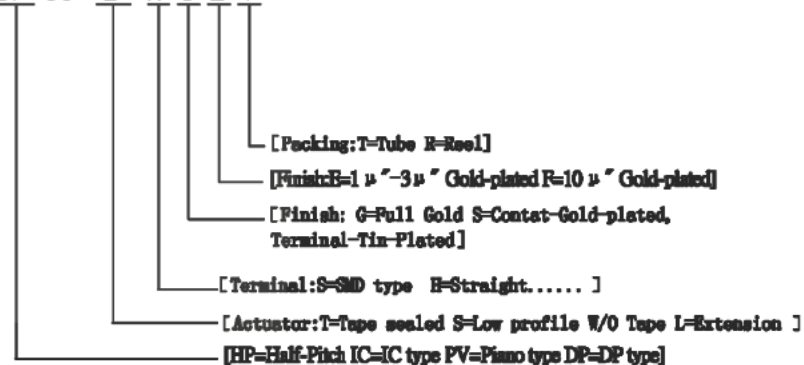 [Packing:T=Tube R=Reel]
[Finish:E=1μ″-3μ″ Gold-plated F=10μ″ Gold-plated]
[Finish: G=Full Gold S=Contat-Gold-plated,
Terminal-Tin-Plated]
[Terminal:S=SMD type H=Straight...... ]
[Actuator:T=Tape sealed S=Low profile W/O Tape L=Extension ]
[HP=Half-Pitch IC=IC type PV=Piano type DP=DP type]